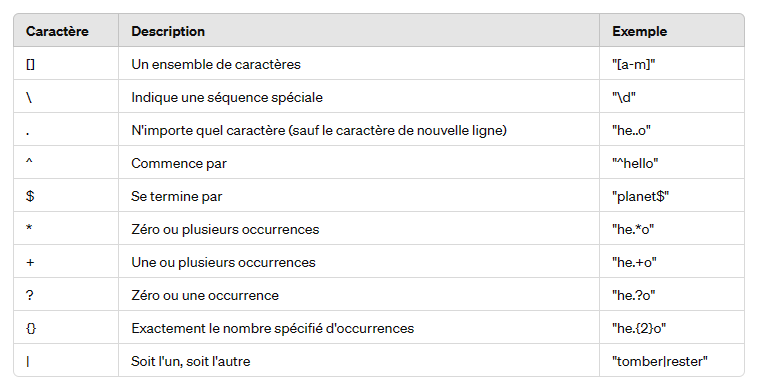 Caractère Description Exemple
[] Un ensemble de caractères "[a-m]"
\ Indique une séquence spéciale "\d"
. N'importe quel caractère (sauf le caractère de nouvelle ligne) "he..o"
^ Commence par "^hello"
$ Se termine par "planet$"
* Zéro ou plusieurs occurrences "he.*o"
+ Une ou plusieurs occurrences "he.+o"
? Zéro ou une occurrence "he.?o"
{} Exactement le nombre spécifié d'occurrences "he.{2}o"
| Soit l'un, soit l'autre "tomber|rester"